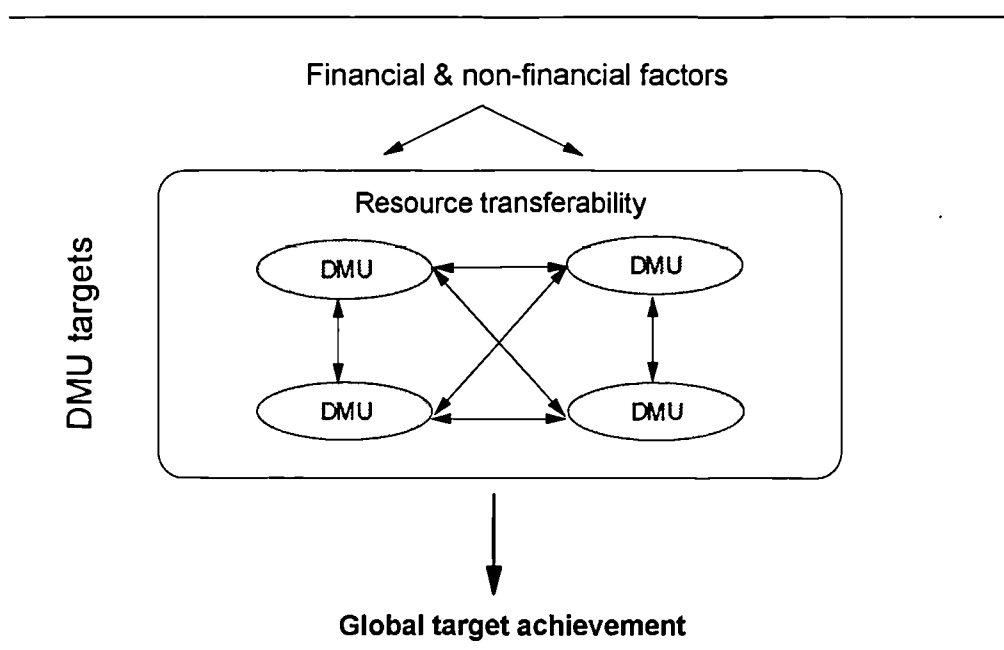 Financial & non-financial factors
Resource transferability
DMU targets
DMU
DMU
DMU
DMU
Global target achievement